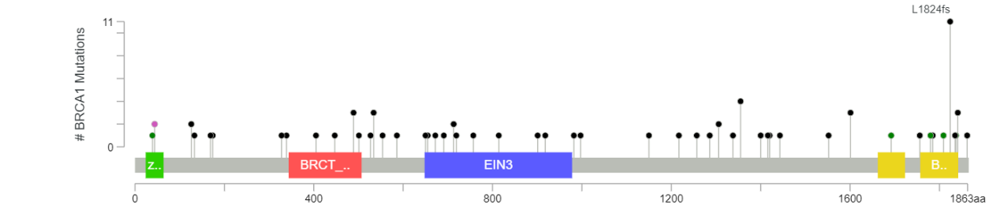 L1824fs
11
# BRCA1 Mutations
0
z..
BRCT_..
EIN3
B..
0
400
800
1200
1600
1863aa